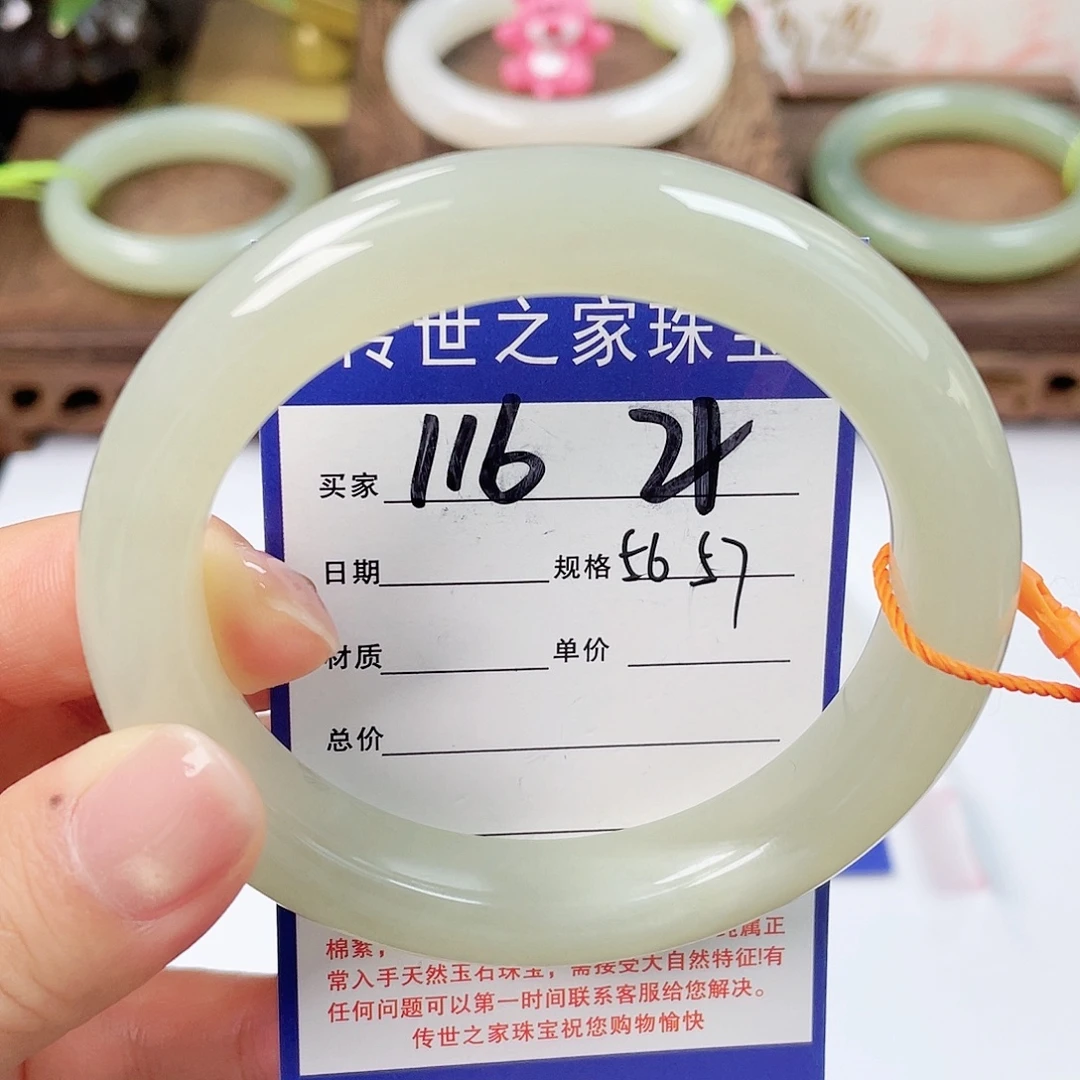 传世之家珠宝
买家 116
日期 规格 56 57
材质 单价
总价
棉絮, 属正
常入手天然玉石珠宝,需接受大自然特征!有
任何问题可以第一时间联系客服给您解决。
传世之家珠宝祝您购物愉快